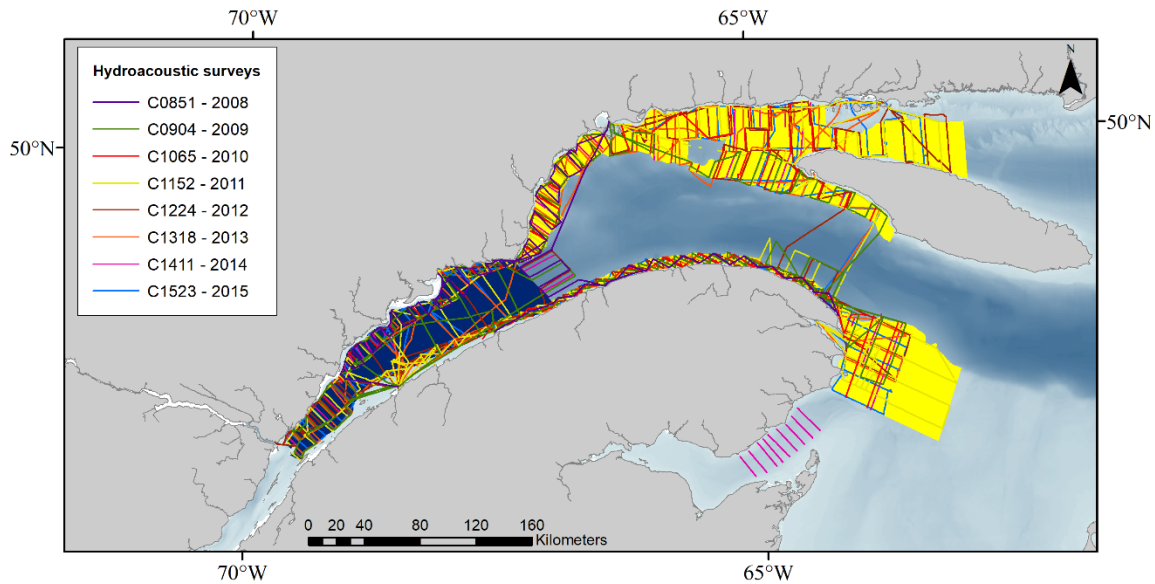 70°W 65°W
N
Hydroacoustic surveys
C0851 - 2008
C0904 - 2009
C1065 - 2010
C1152 - 2011
C1224 - 2012
C1318 - 2013
C1411 - 2014
C1523 - 2015
50°N
50°N
0 10 20 40 80 120 160
Kilometers
70°W 65°W